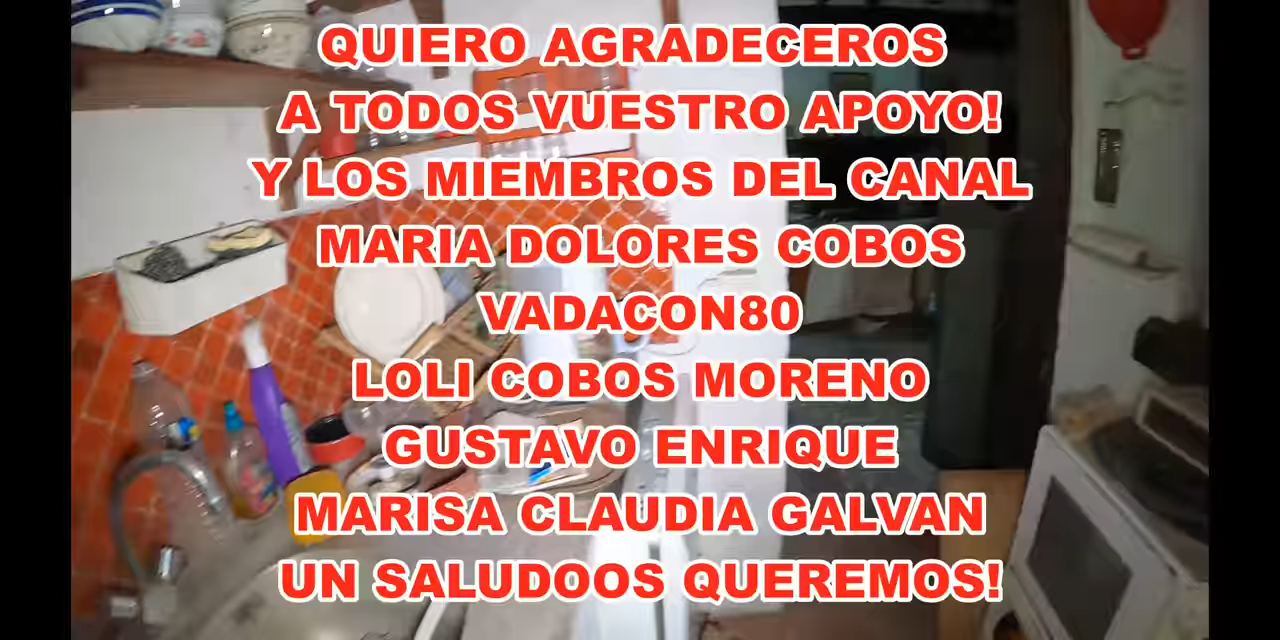 QUIERO AGRADECEROS
A TODOS VUESTRO APOYO!
Y LOS MIEMBROS DEL CANAL
MARIA DOLORES COBOS
VADACON80
LOLI COBOS MORENO
GUSTAVO ENRIQUE
MARISA CLAUDIA GALVAN
UN SALUDOOS QUEREMOS!